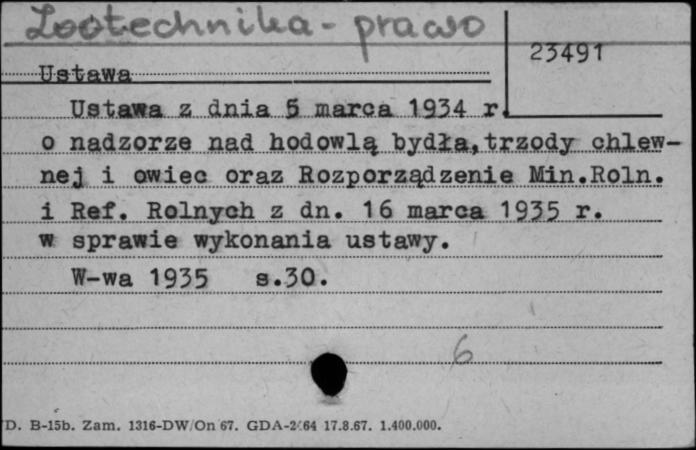 Zootechnika - prawo
23491
Ustawa
Ustawa z dnia 5 marca 1934 r.
o nadzorze nad hodowlą bydła,trzody chlew-
nej i owiec oraz Rozporządzenie Min.Roln.
i Ref. Rolnych z dn. 16 marca 1935 r.
w sprawie wykonania ustawy.
W-wa 1935 s.30.
6
D. B-15b. Zam. 1316-DW/On 67. GDA-2/64 17.8.67. 1.400.000.